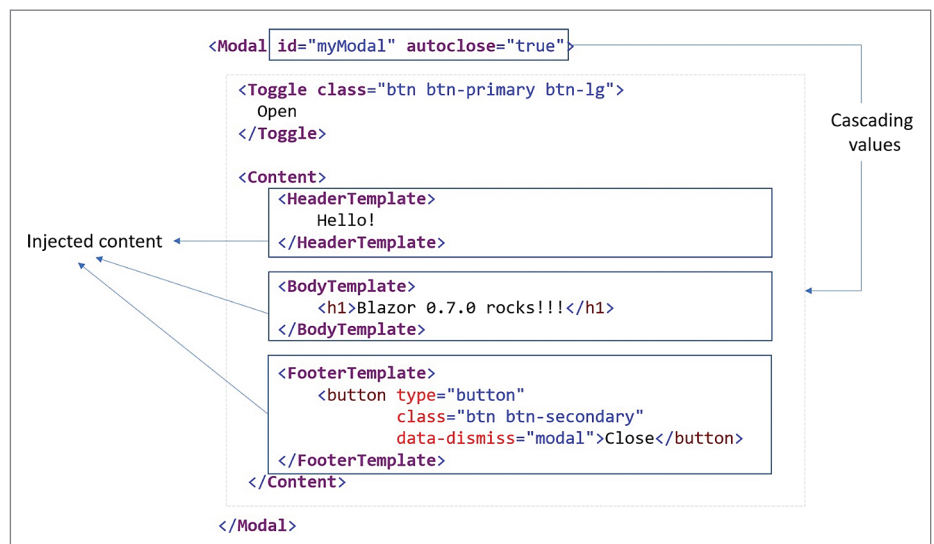 <Modal id="myModal" autoclose="true">
<Toggle class="btn btn-primary btn-lg">
Open
</Toggle>
Cascading
values
<Content>
<HeaderTemplate>
Hello!
</HeaderTemplate>
Injected content
<BodyTemplate>
<h1>Blazor 0.7.0 rocks!!!</h1>
</BodyTemplate>
<FooterTemplate>
<button type="button"
class="btn btn-secondary"
data-dismiss="modal">Close</button>
</FooterTemplate>
</Content>
</Modal>